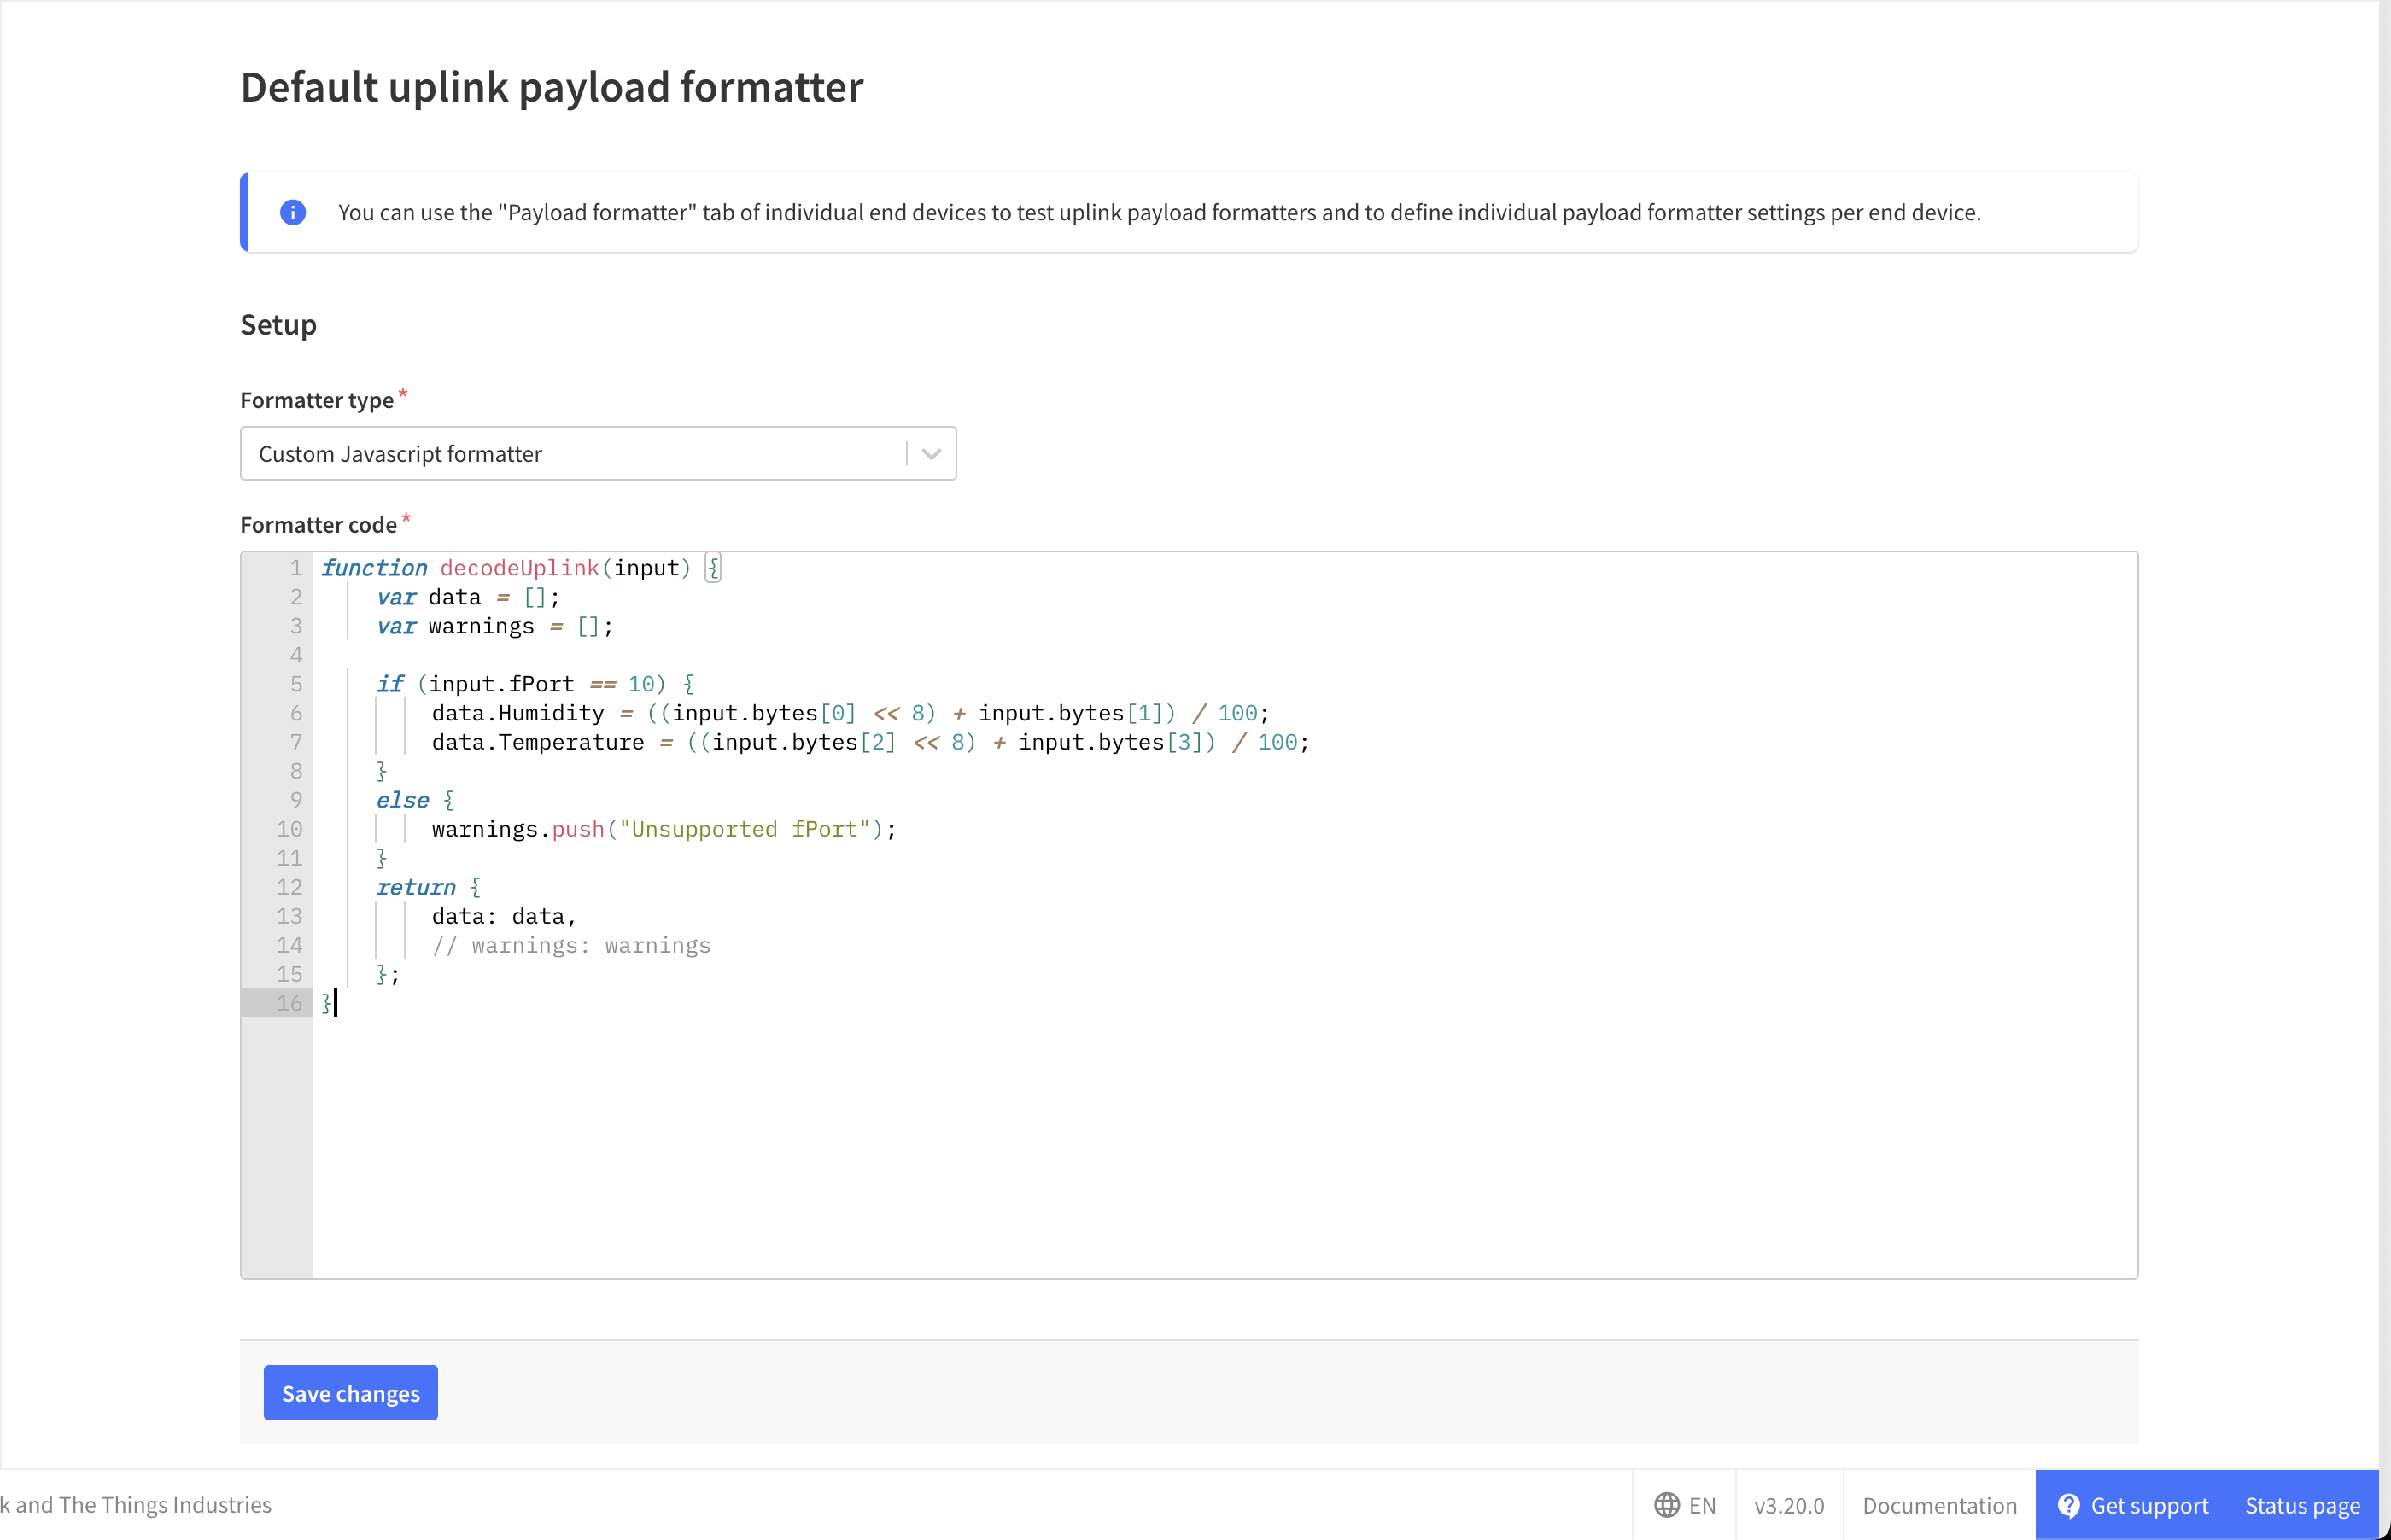 Default uplink payload formatter
You can use the "Payload formatter" tab of individual end devices to test uplink payload formatters and to define individual payload formatter settings per end device.
Setup
Formatter type *
Custom Javascript formatter
Formatter code *
1 function decodeUplink(input) {
2     var data = [];
3     var warnings = [];
4
5     if (input.fPort == 10) {
6         data.Humidity = ((input.bytes[0] << 8) + input.bytes[1]) / 100;
7         data.Temperature = ((input.bytes[2] << 8) + input.bytes[3]) / 100;
8     }
9     else {
10         warnings.push("Unsupported fPort");
11     }
12     return {
13         data: data,
14         // warnings: warnings
15     };
16 }
Save changes
k and The Things Industries EN v3.20.0 Documentation Get support Status page